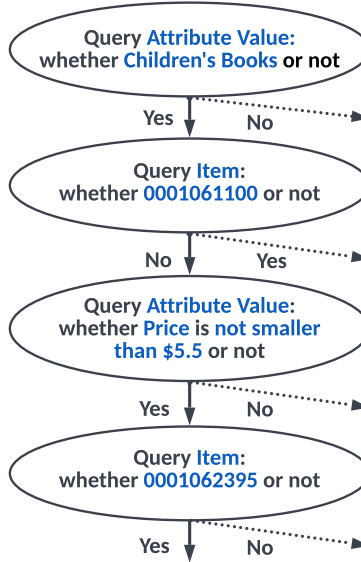 Query Attribute Value:
whether Children's Books or not
Yes
No
Query Item:
whether 0001061100 or not
No
Yes
Query Attribute Value:
whether Price is not smaller
than $5.5 or not
Yes
No
Query Item:
whether 0001062395 or not
Yes
No